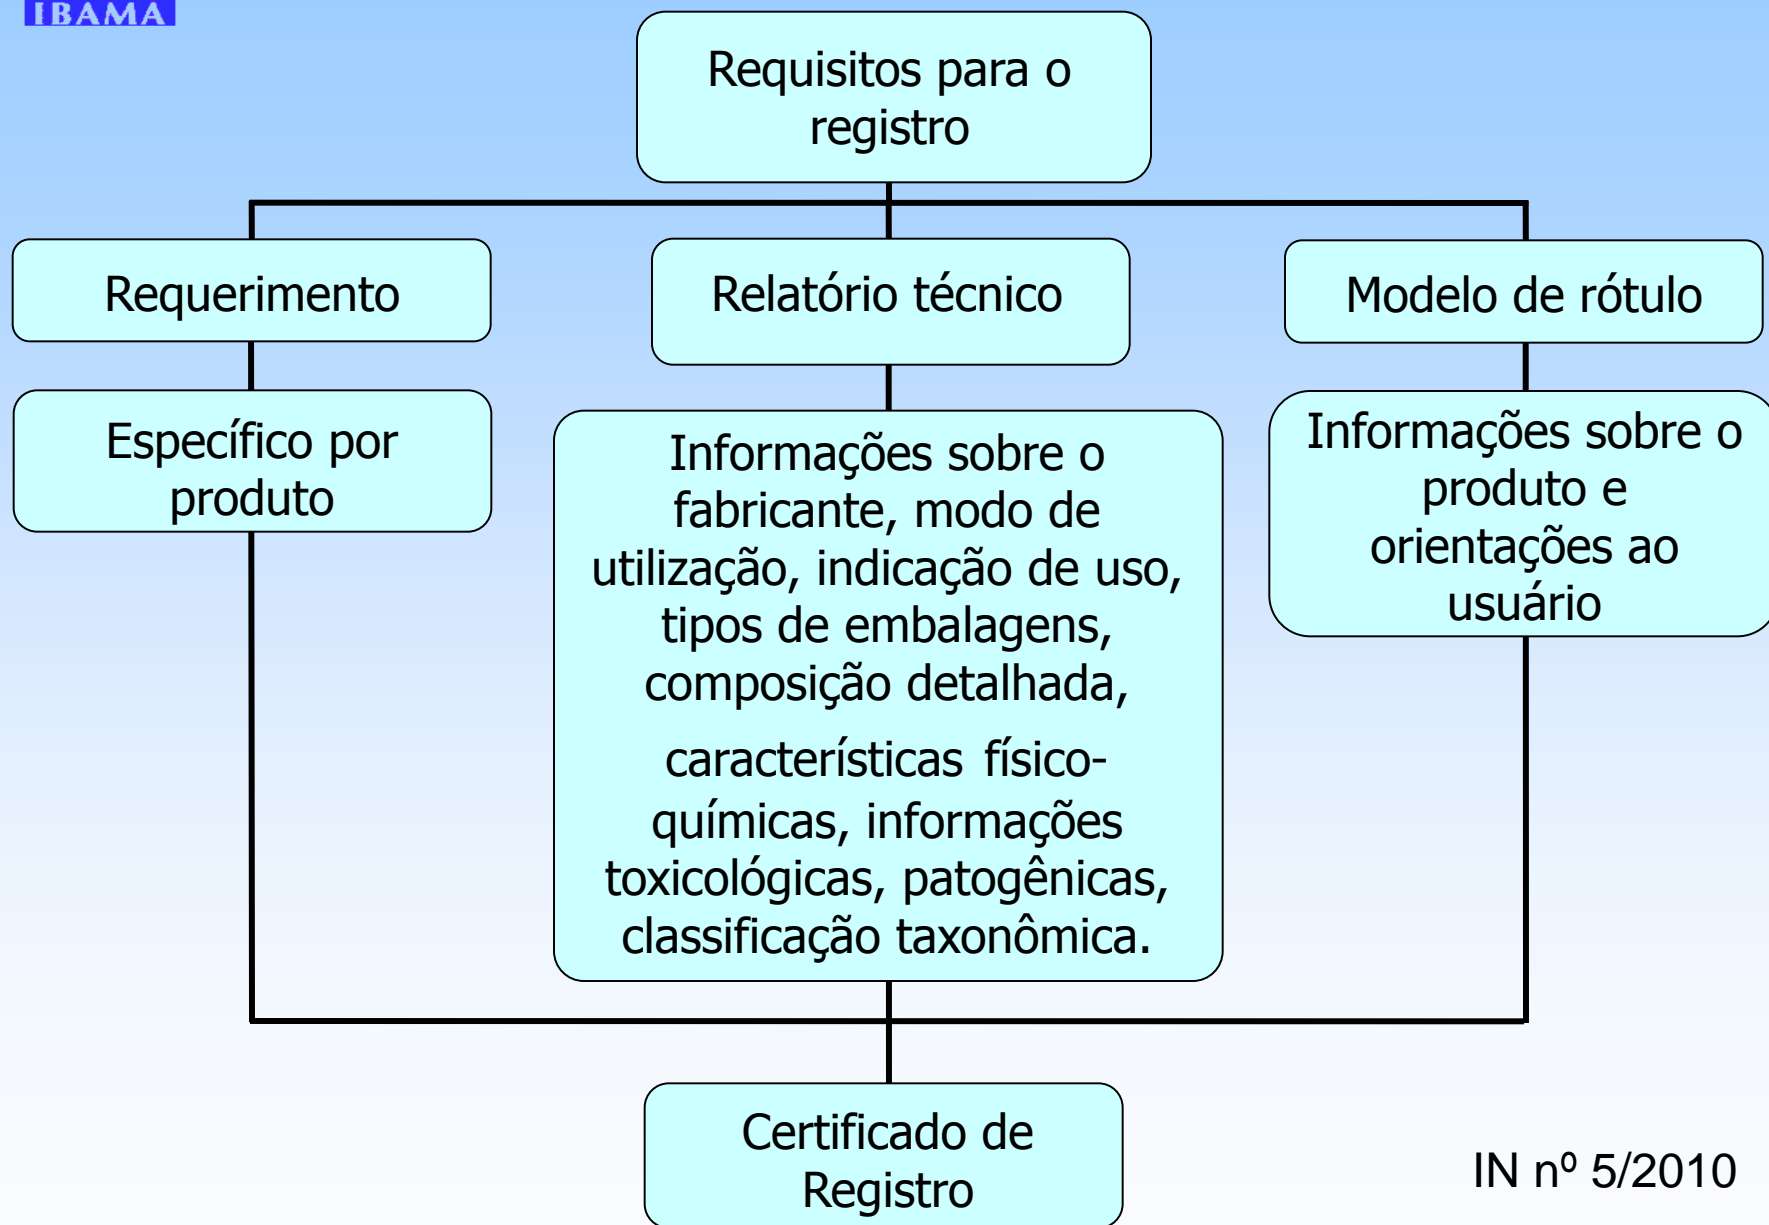 IBAMA
Requisitos para o
registro
Requerimento
Relatório técnico
Modelo de rótulo
Específico por
produto
Informações sobre o
fabricante, modo de
utilização, indicação de uso,
tipos de embalagens,
composição detalhada,
características físico-
químicas, informações
toxicológicas, patogênicas,
classificação taxonômica.
Informações sobre o
produto e
orientações ao
usuário
Certificado de
Registro
IN nº 5/2010